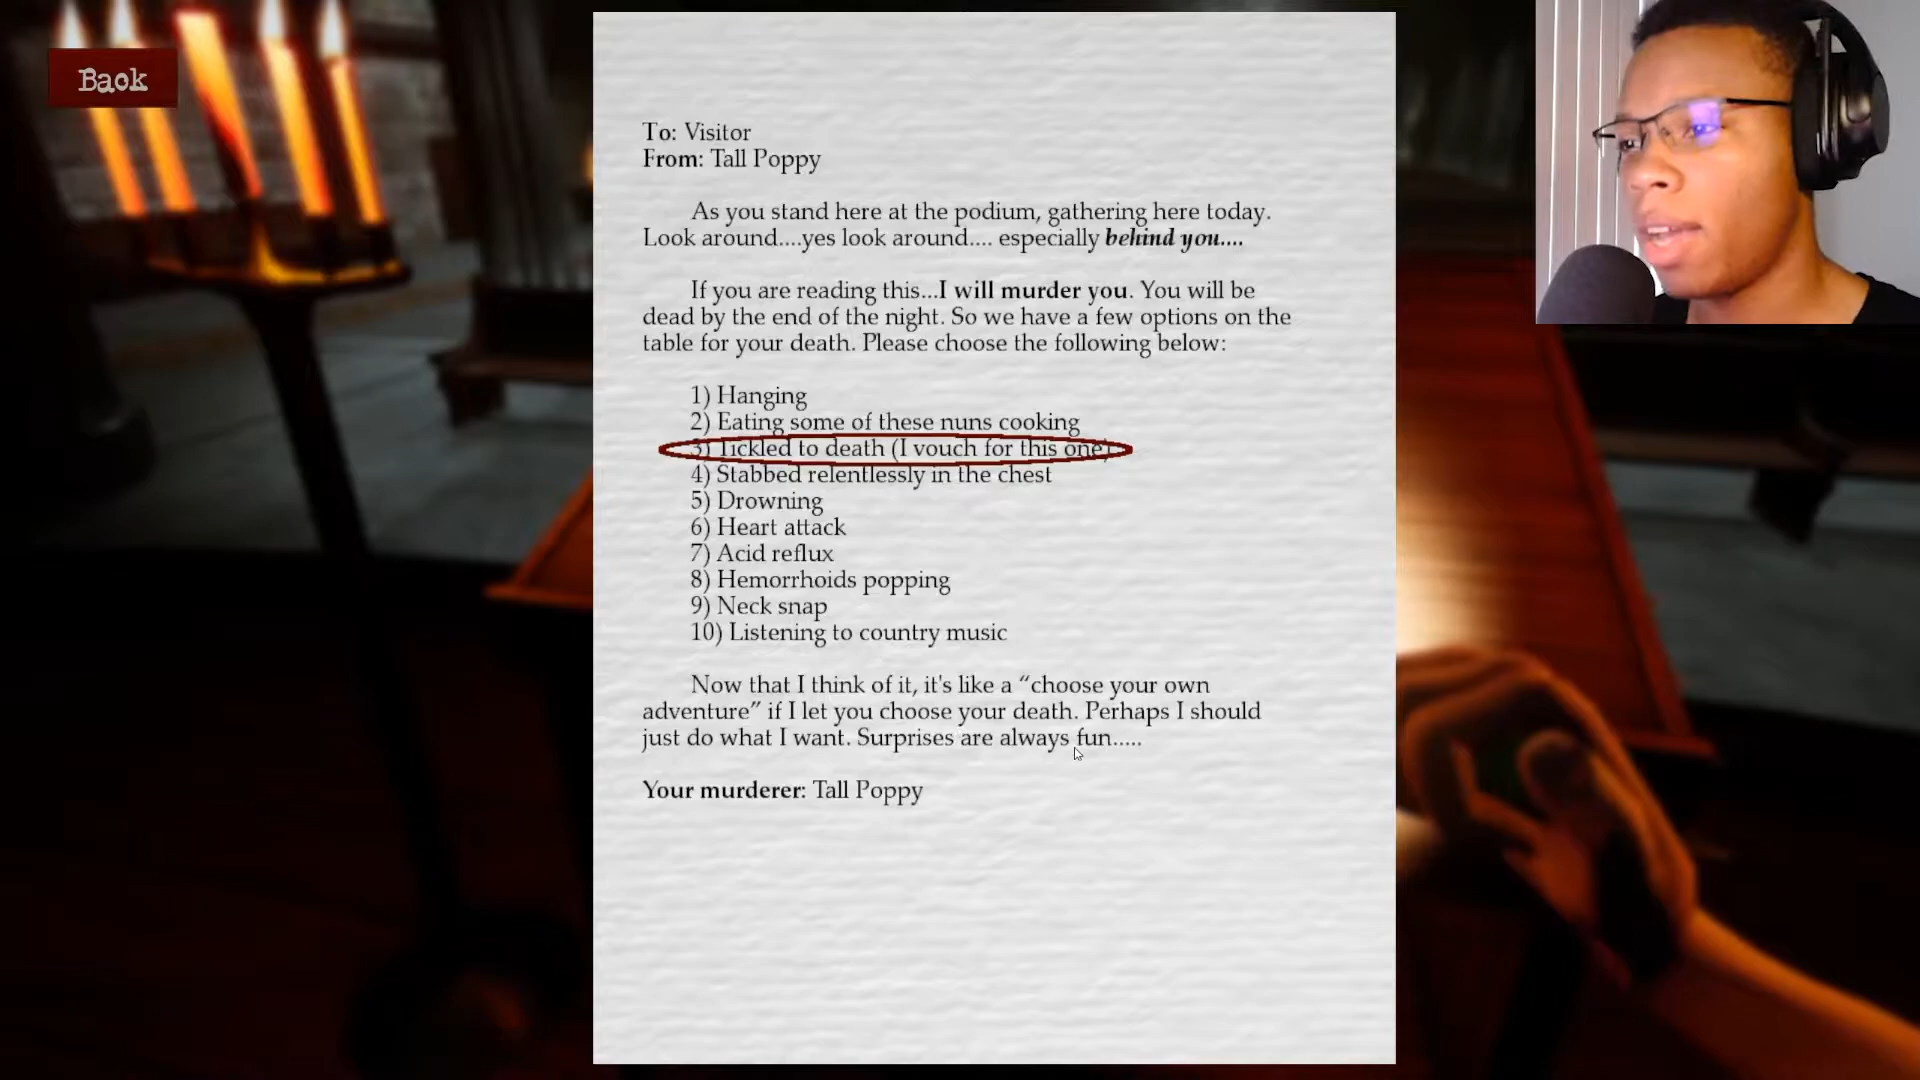 Back
To: Visitor
From: Tall Poppy
As you stand here at the podium, gathering here today.
Look around....yes look around.... especially behind you....
If you are reading this...I will murder you. You will be
dead by the end of the night. So we have a few options on the
table for your death. Please choose the following below:
1) Hanging
2) Eating some of these nuns cooking
3) Tickled to death (I vouch for this one)
4) Stabbed relentlessly in the chest
5) Drowning
6) Heart attack
7) Acid reflux
8) Hemorrhoids popping
9) Neck snap
10) Listening to country music
Now that I think of it, it's like a “choose your own
adventure” if I let you choose your death. Perhaps I should
just do what I want. Surprises are always fun.....
Your murderer: Tall Poppy